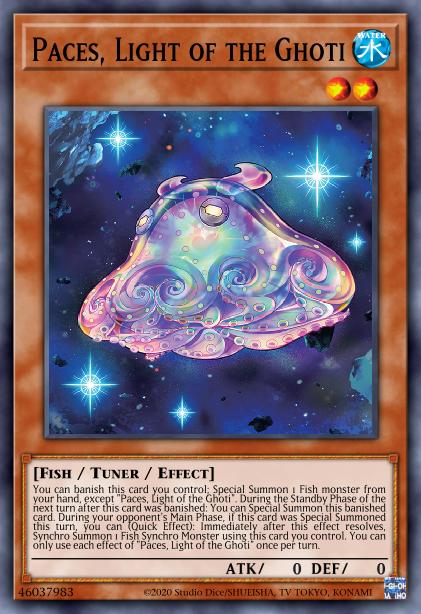 PACES, LIGHT OF THE GHOTI
WATER
水
[FISH / TUNER / EFFECT]
You can banish this card you control; Special Summon 1 Fish monster from
your hand, except "Paces, Light of the Ghoti". During the Standby Phase of the
next turn after this card was banished: You can Special Summon this banished
card. During your opponent's Main Phase, if this card was Special Summoned
this turn, you can (Quick Effect): Immediately after this effect resolves,
Synchro Summon 1 Fish Synchro Monster using this card you control. You can
only use each effect of "Paces, Light of the Ghoti" once per turn.
ATK/ 0 DEF/ 0
46037983 ©2020 Studio Dice/SHUEISHA, TV TOKYO, KONAMI